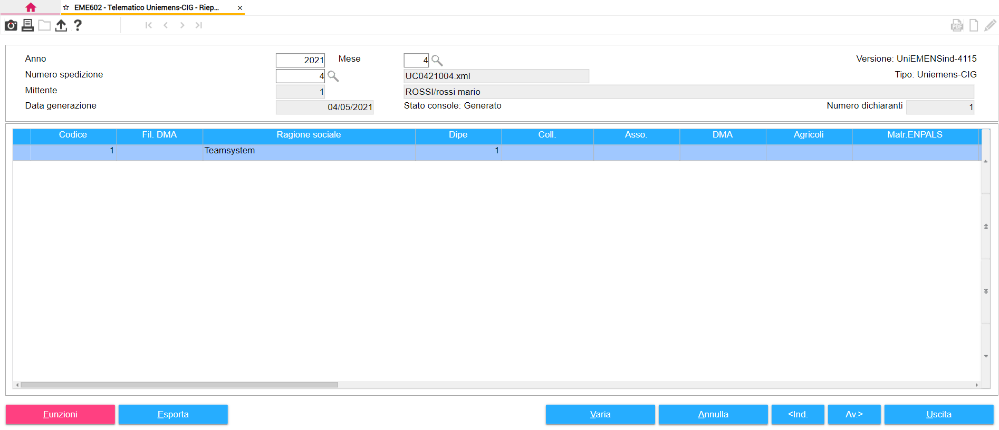 EME602 - Telematico Uniemens-CIG - Riep...
Anno 2021 Mese 4 Versione: UniEMENSind-4115
Numero spedizione 4 UC0421004.xml Tipo: Uniemens-CIG
Mittente 1 ROSSI/rossi mario
Data generazione 04/05/2021 Stato console: Generato Numero dichiaranti 1
Codice Fil. DMA Ragione sociale Dipe Coll. Asso. DMA Agricoli Matr.ENPALS
1 Teamsystem 1
Funzioni Esporta Varia Annulla <Ind. Av.> Uscita